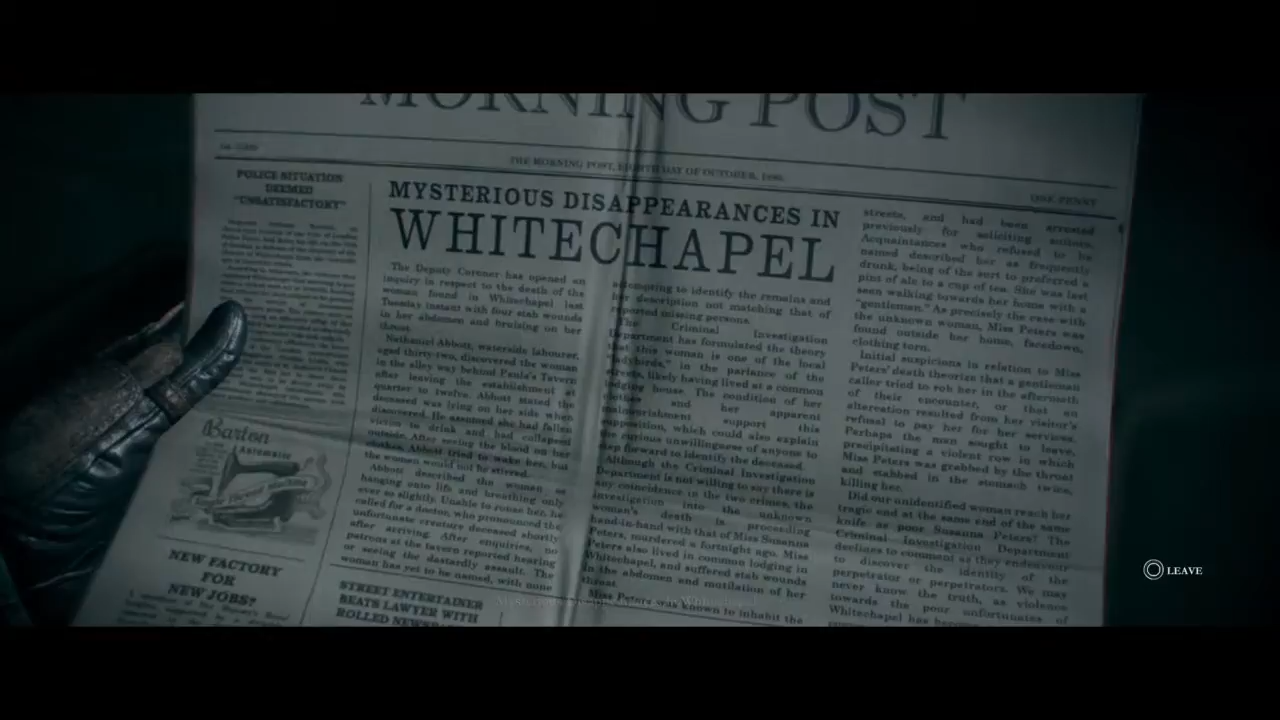 MORNING POST
THE MORNING POST, EIGHTH DAY OF OCTOBER, 1886.
ONE PENNY
POLICE SITUATION
DEEMED
"UNSATISFACTORY"
Barton
Automatic
NEW FACTORY
FOR
NEW JOBS?
MYSTERIOUS DISAPPEARANCES IN
WHITECHAPEL
The Deputy Coroner has opened an
inquiry in respect to the death of the
woman found in Whitechapel last
Tuesday instant with four stab wounds
in her abdomen and bruising on her
throat.
Nathaniel Abbott, waterside labourer,
aged thirty-two, discovered the woman
in the alley way behind Paula's Tavern
after leaving the establishment at
quarter to twelve. Abbott stated the
deceased was lying on her side when
discovered. He assumed she had fallen
victim to drink and had collapsed
outside. After seeing the blood on her
clothes, Abbott tried to wake her, but
the woman would not be stirred.
Abbott described the woman as
hanging onto life and breathing only
ever so slightly. Unable to rouse her, he
called for a doctor, who pronounced the
unfortunate creature deceased shortly
after arriving. After enquiries, no
patrons at the tavern reported hearing
or seeing the dastardly assault. The
woman has yet to be named, with none
STREET ENTERTAINER
BEATS LAWYER WITH
ROLLED
attempting to identify the remains and
her description not matching that of
reported missing persons.
The Criminal Investigation
Department has formulated the theory
that this woman is one of the local
"ladybirds," in the parlance of the
streets, likely having lived at a common
lodging house. The condition of her
clothes and her apparent
malnourishment support this
supposition, which could also explain
the curious unwillingness of anyone to
step forward to identify the deceased.
Although the Criminal Investigation
Department is not willing to say there is
any coincidence in the two crimes, the
investigation into the unknown
woman's death is proceeding
hand-in-hand with that of Miss Susanna
Peters, murdered a fortnight ago. Miss
Peters also lived in common lodging in
Whitechapel, and suffered stab wounds
in the abdomen and mutilation of her
throat.
Miss Peters was known to inhabit the
streets, and had been arrested
previously for soliciting suitors.
Acquaintances who refused to be
named described her as frequently
drunk, being of the sort to preferred a
pint of ale to a cup of tea. She was last
seen walking towards her home with a
"gentleman." As precisely the case with
the unknown woman, Miss Peters was
found outside her home, facedown,
clothing torn.
Initial suspicions in relation to Miss
Peters' death theorize that a gentleman
caller tried to rob her in the aftermath
of their encounter, or that an
altercation resulted from her visitor's
refusal to pay her for her services.
Perhaps the man sought to leave,
precipitating a violent row in which
Miss Peters was grabbed by the throat
and stabbed in the stomach twice,
killing her.
Did our unidentified woman reach her
tragic end at the same end of the same
knife as poor Susanna Peters? The
Criminal Investigation Department
declines to comment as they endeavour
to discover the identity of the
perpetrator or perpetrators. We may
never know the truth, as violence
towards the poor unfortunates of
Whitechapel has become
LEAVE